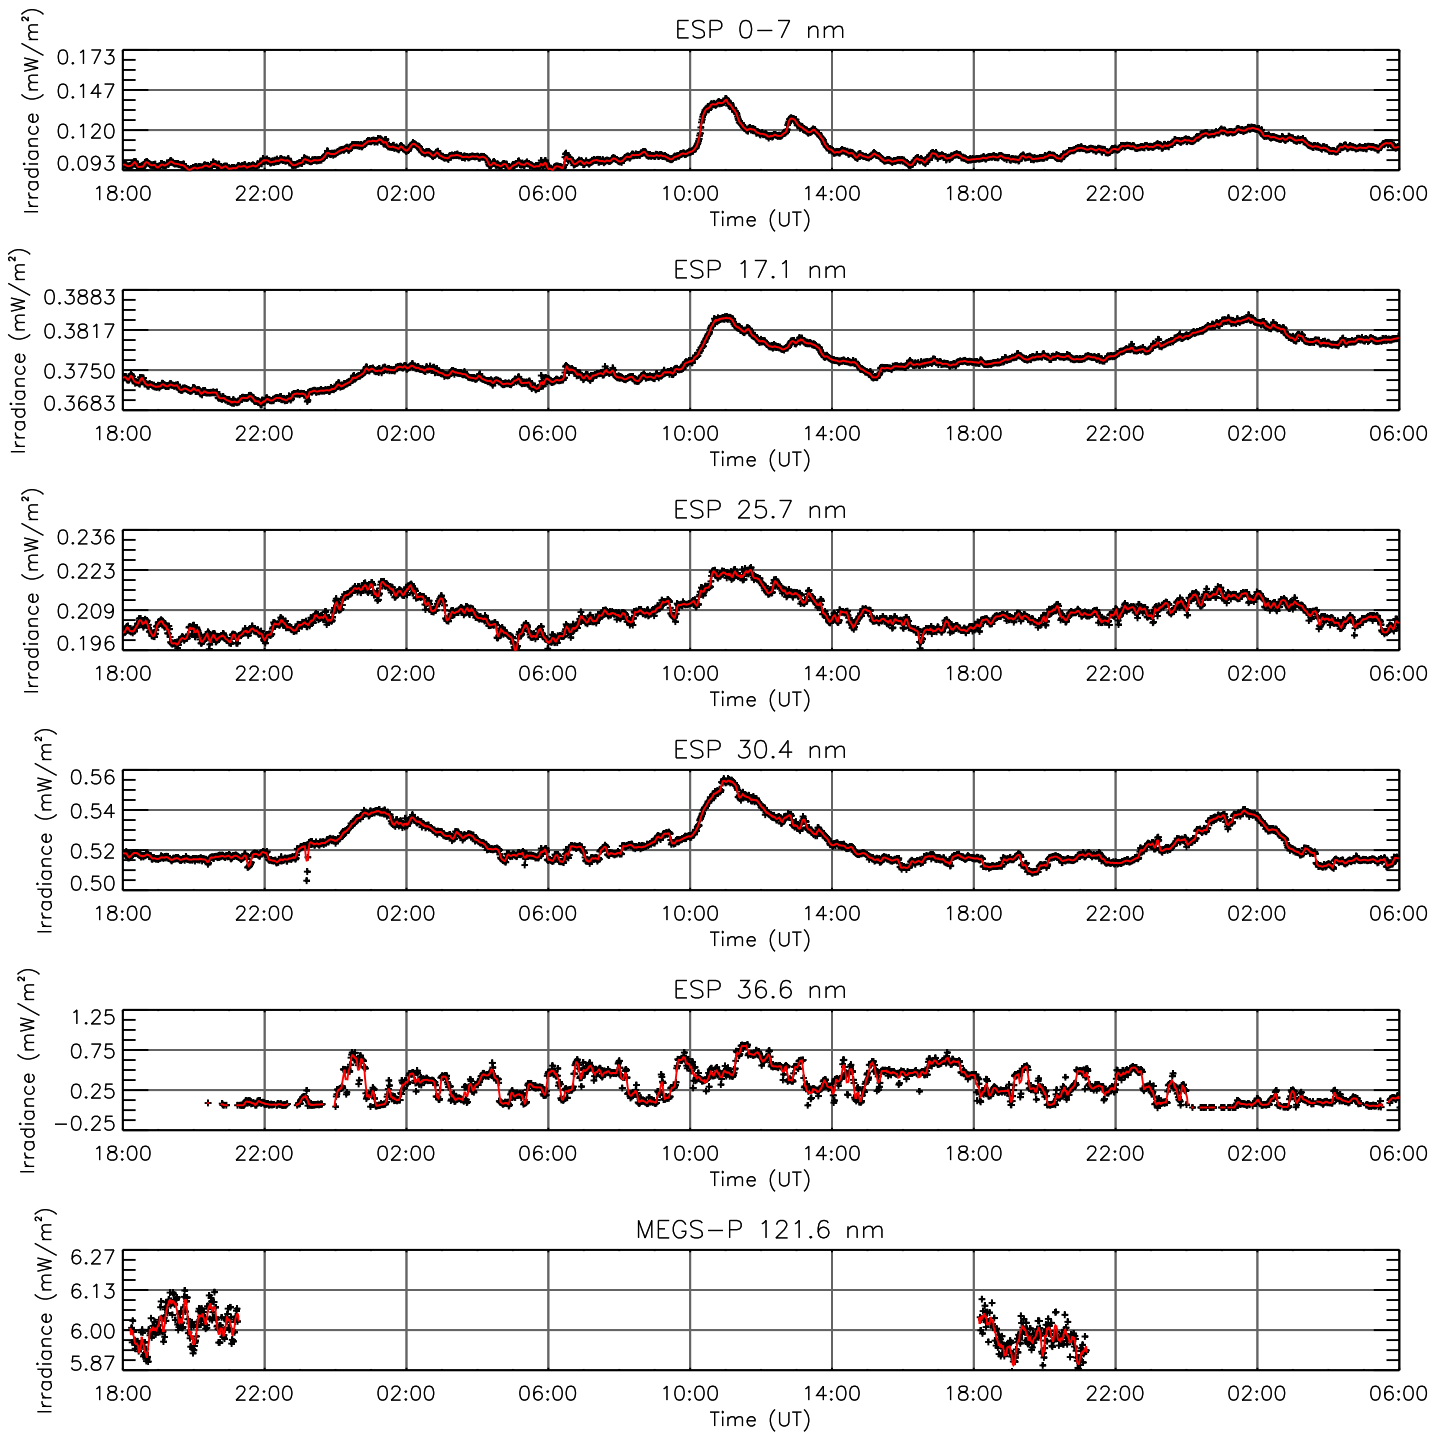 ESP 0-7 nm
Irradiance (mW/m²)
0.173
0.147
0.120
0.093
18:00 22:00 02:00 06:00 10:00 14:00 18:00 22:00 02:00 06:00
Time (UT)
ESP 17.1 nm
Irradiance (mW/m²)
0.3883
0.3817
0.3750
0.3683
18:00 22:00 02:00 06:00 10:00 14:00 18:00 22:00 02:00 06:00
Time (UT)
ESP 25.7 nm
Irradiance (mW/m²)
0.236
0.223
0.209
0.196
18:00 22:00 02:00 06:00 10:00 14:00 18:00 22:00 02:00 06:00
Time (UT)
ESP 30.4 nm
Irradiance (mW/m²)
0.56
0.54
0.52
0.50
18:00 22:00 02:00 06:00 10:00 14:00 18:00 22:00 02:00 06:00
Time (UT)
ESP 36.6 nm
Irradiance (mW/m²)
1.25
0.75
0.25
-0.25
18:00 22:00 02:00 06:00 10:00 14:00 18:00 22:00 02:00 06:00
Time (UT)
MEGS-P 121.6 nm
Irradiance (mW/m²)
6.27
6.13
6.00
5.87
18:00 22:00 02:00 06:00 10:00 14:00 18:00 22:00 02:00 06:00
Time (UT)